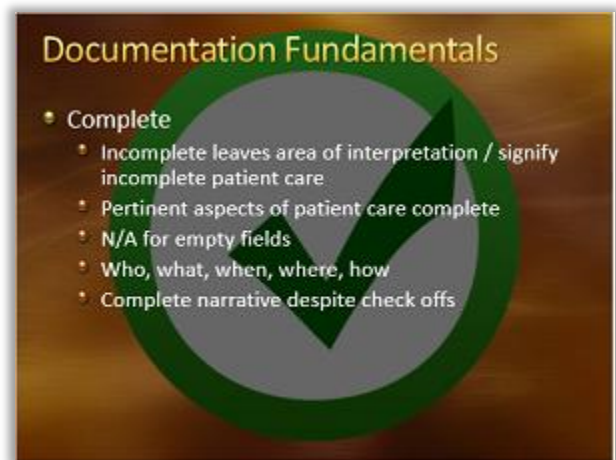 Documentation Fundamentals
Complete
Incomplete leaves area of interpretation / signify
incomplete patient care
Pertinent aspects of patient care complete
N/A for empty fields
Who, what, when, where, how
Complete narrative despite check offs